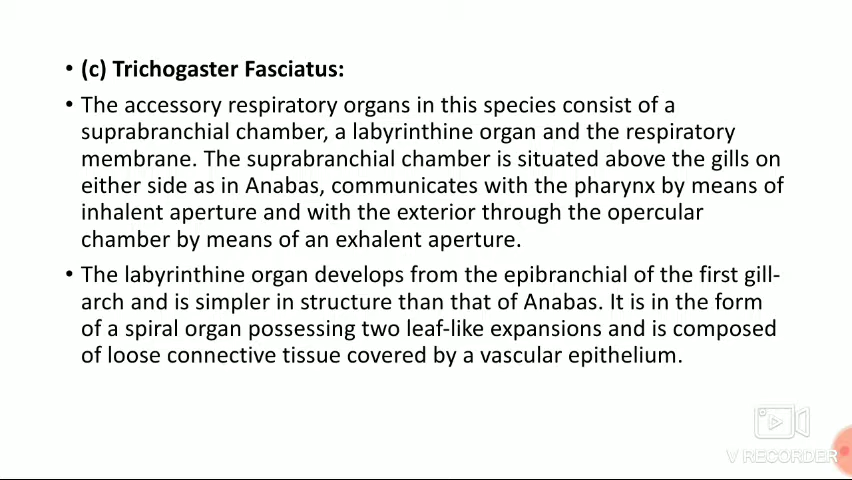 • (c) Trichogaster Fasciatus:
• The accessory respiratory organs in this species consist of a
suprabranchial chamber, a labyrinthine organ and the respiratory
membrane. The suprabranchial chamber is situated above the gills on
either side as in Anabas, communicates with the pharynx by means of
inhalent aperture and with the exterior through the opercular
chamber by means of an exhalent aperture.
• The labyrinthine organ develops from the epibranchial of the first gill-
arch and is simpler in structure than that of Anabas. It is in the form
of a spiral organ possessing two leaf-like expansions and is composed
of loose connective tissue covered by a vascular epithelium.
V RECORDER